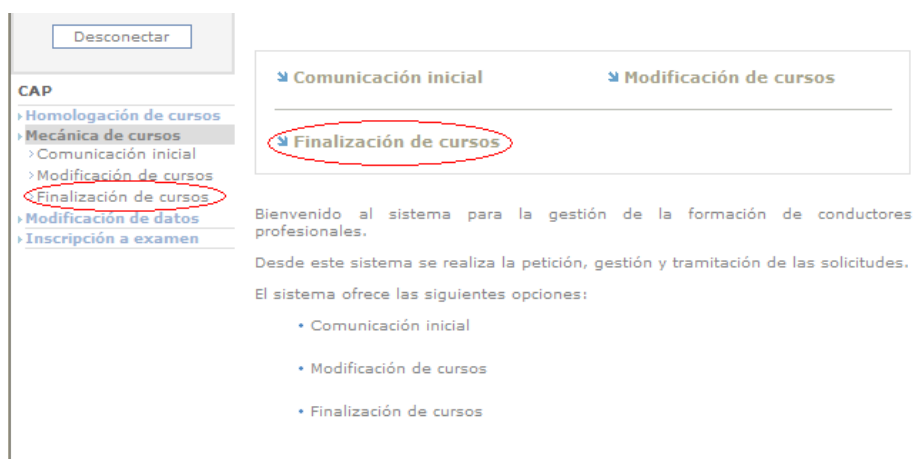 Desconectar
CAP
Homologación de cursos
Mecánica de cursos
Comunicación inicial
Modificación de cursos
Finalización de cursos
Modificación de datos
Inscripción a examen
Comunicación inicial
Modificación de cursos
Finalización de cursos
Bienvenido al sistema para la gestión de la formación de conductores
profesionales.
Desde este sistema se realiza la petición, gestión y tramitación de las solicitudes.
El sistema ofrece las siguientes opciones:
• Comunicación inicial
• Modificación de cursos
• Finalización de cursos